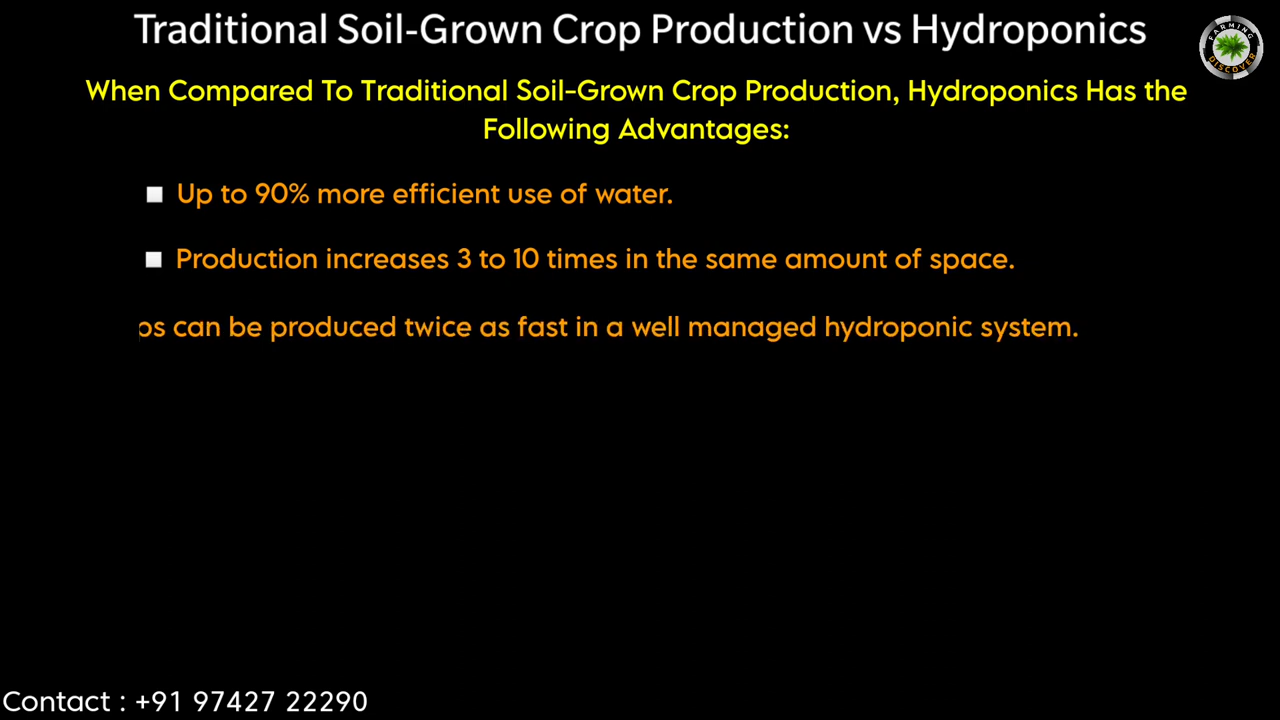 Traditional Soil-Grown Crop Production vs Hydroponics
FARMING
DISCOVER
When Compared To Traditional Soil-Grown Crop Production, Hydroponics Has the
Following Advantages:
Up to 90% more efficient use of water.
Production increases 3 to 10 times in the same amount of space.
can be produced twice as fast in a well managed hydroponic system.
Contact : +91 97427 22290